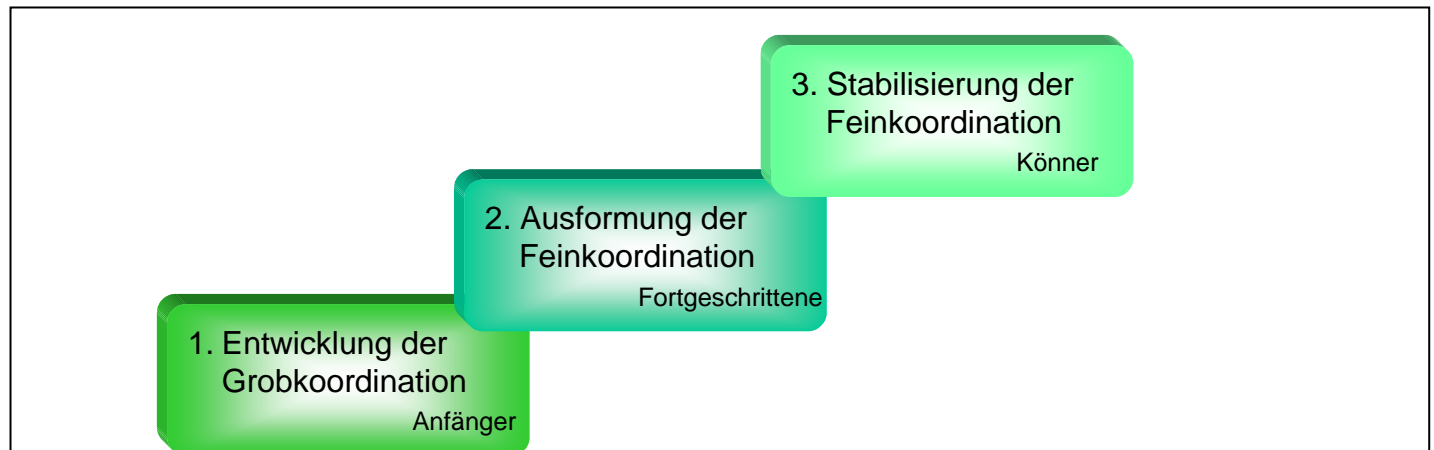 3. Stabilisierung der
Feinkoordination
Könner
2. Ausformung der
Feinkoordination
Fortgeschrittene
1. Entwicklung der
Grobkoordination
Anfänger